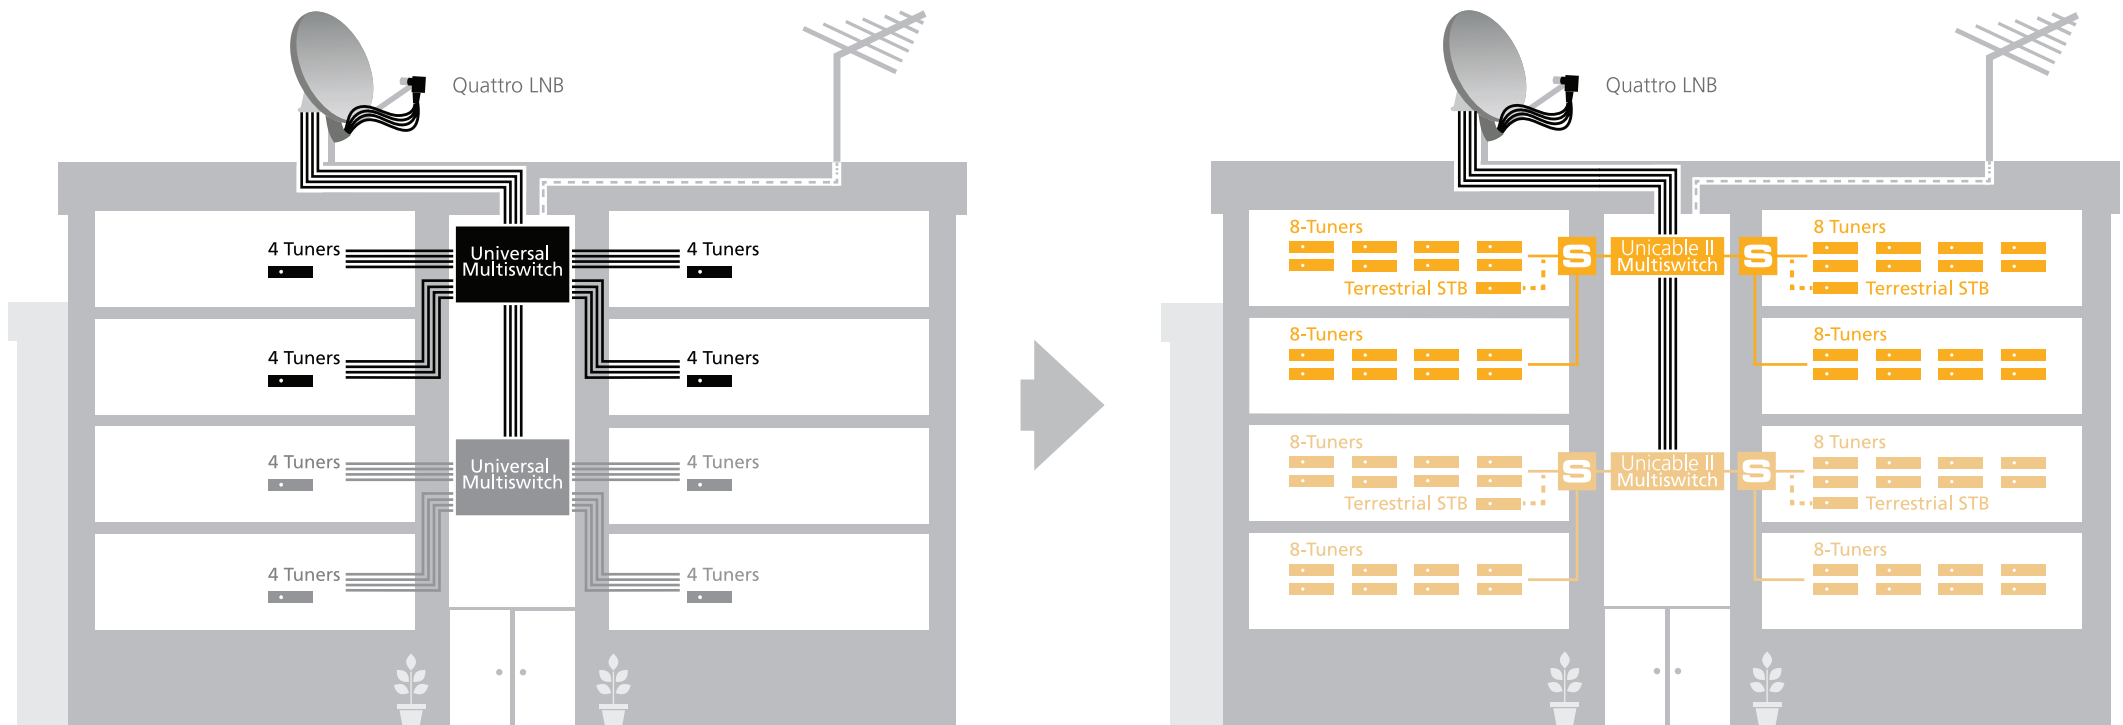 Quattro LNB
4 Tuners
Universal
Multiswitch
4 Tuners
4 Tuners
4 Tuners
4 Tuners
Universal
Multiswitch
4 Tuners
4 Tuners
4 Tuners
Quattro LNB
8-Tuners
S
Unicable II
Multiswitch
S
8 Tuners
Terrestrial STB
Terrestrial STB
8-Tuners
8-Tuners
8-Tuners
S
Unicable II
Multiswitch
S
8 Tuners
Terrestrial STB
Terrestrial STB
8-Tuners
8-Tuners